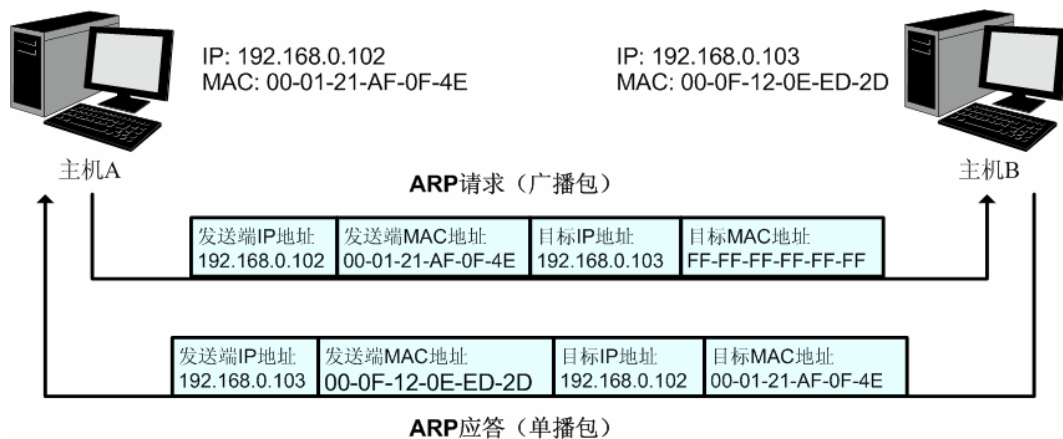 IP: 192.168.0.102
MAC: 00-01-21-AF-0F-4E
IP: 192.168.0.103
MAC: 00-0F-12-0E-ED-2D
主机A
主机B
ARP请求（广播包）
发送端IP地址
192.168.0.102
发送端MAC地址
00-01-21-AF-0F-4E
目标IP地址
192.168.0.103
目标MAC地址
FF-FF-FF-FF-FF-FF
发送端IP地址
192.168.0.103
发送端MAC地址
00-0F-12-0E-ED-2D
目标IP地址
192.168.0.102
目标MAC地址
00-01-21-AF-0F-4E
ARP应答（单播包）